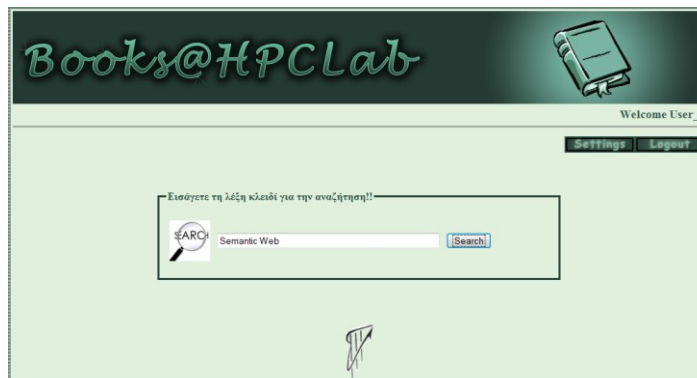 Books@HPCLab
Welcome User_
Settings Logout
Εισάγετε τη λέξη κλειδί για την αναζήτηση!!
SEARCH
Semantic Web Search